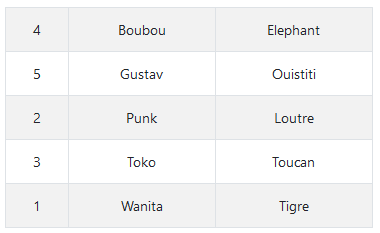 4 Boubou Elephant
5 Gustav Ouistiti
2 Punk Loutre
3 Toko Toucan
1 Wanita Tigre